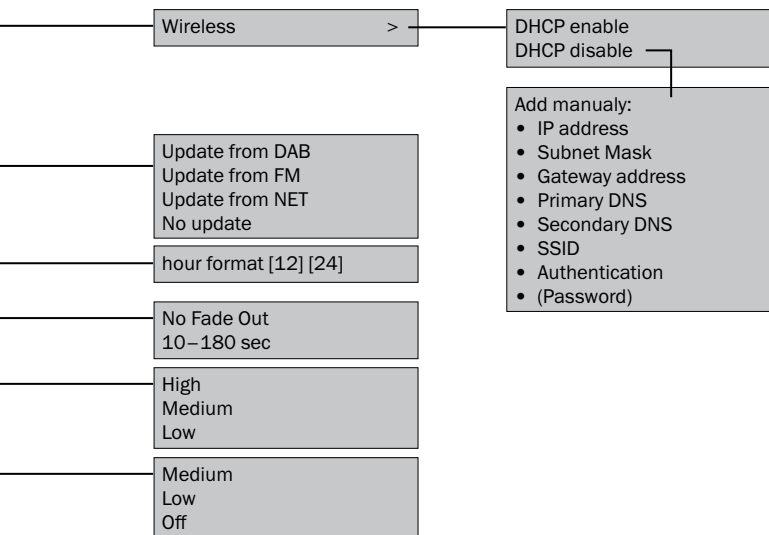 Wireless >
DHCP enable
DHCP disable
Add manualy:
• IP address
• Subnet Mask
• Gateway address
• Primary DNS
• Secondary DNS
• SSID
• Authentication
• (Password)
Update from DAB
Update from FM
Update from NET
No update
hour format [12] [24]
No Fade Out
10–180 sec
High
Medium
Low
Medium
Low
Off